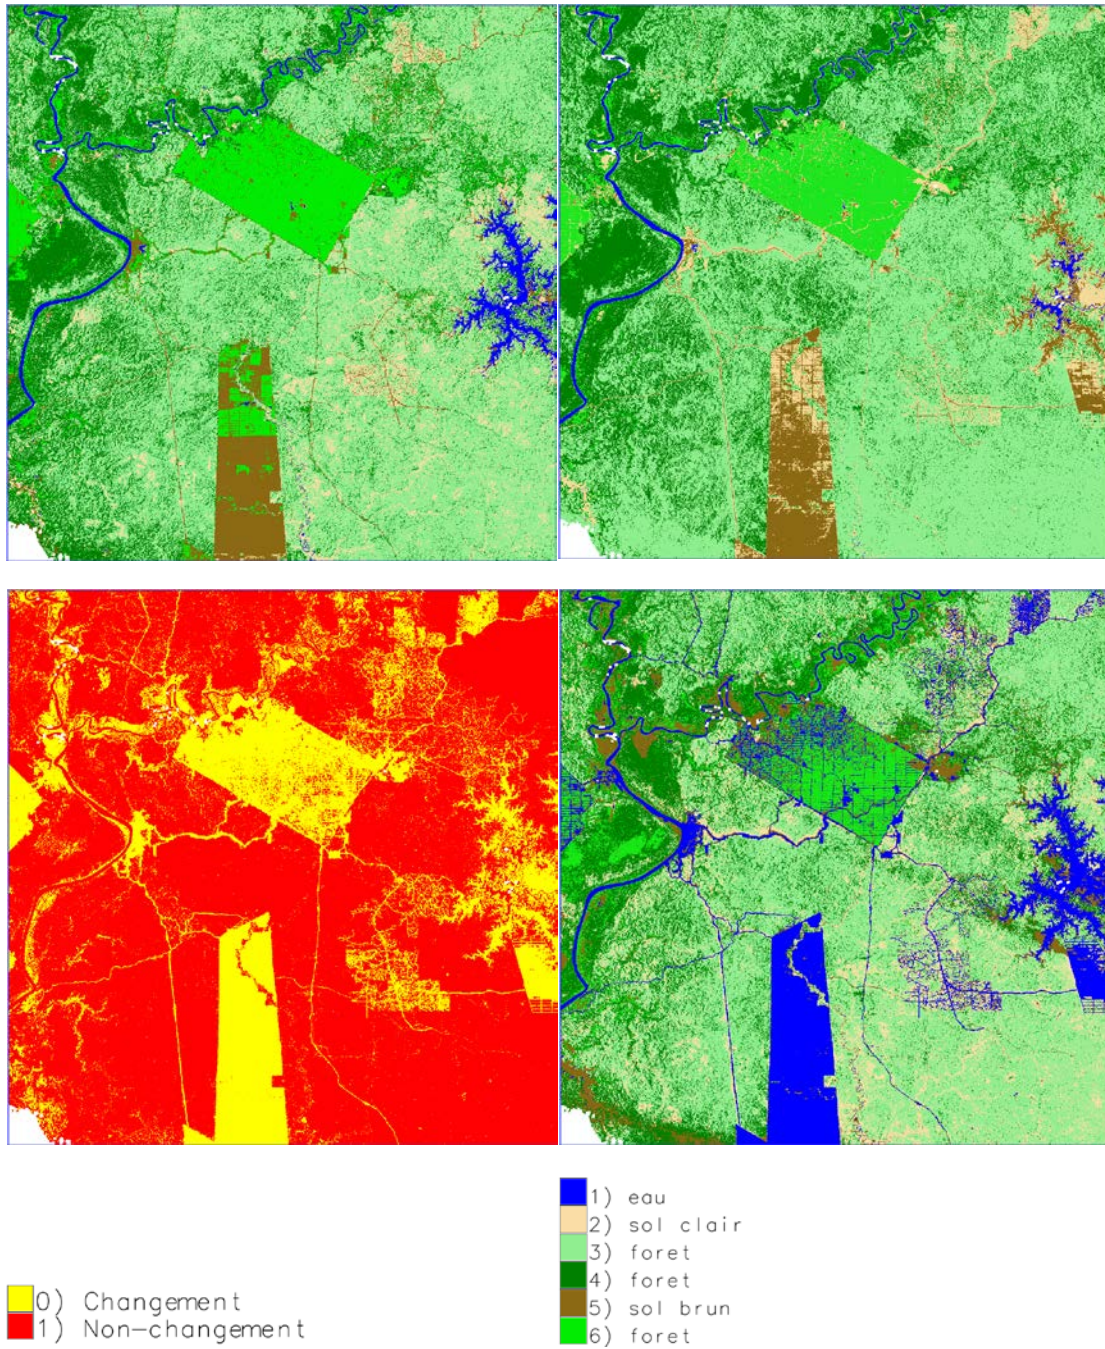 0) Changement
1) Non-changement
1) eau
2) sol clair
3) foret
4) foret
5) sol brun
6) foret